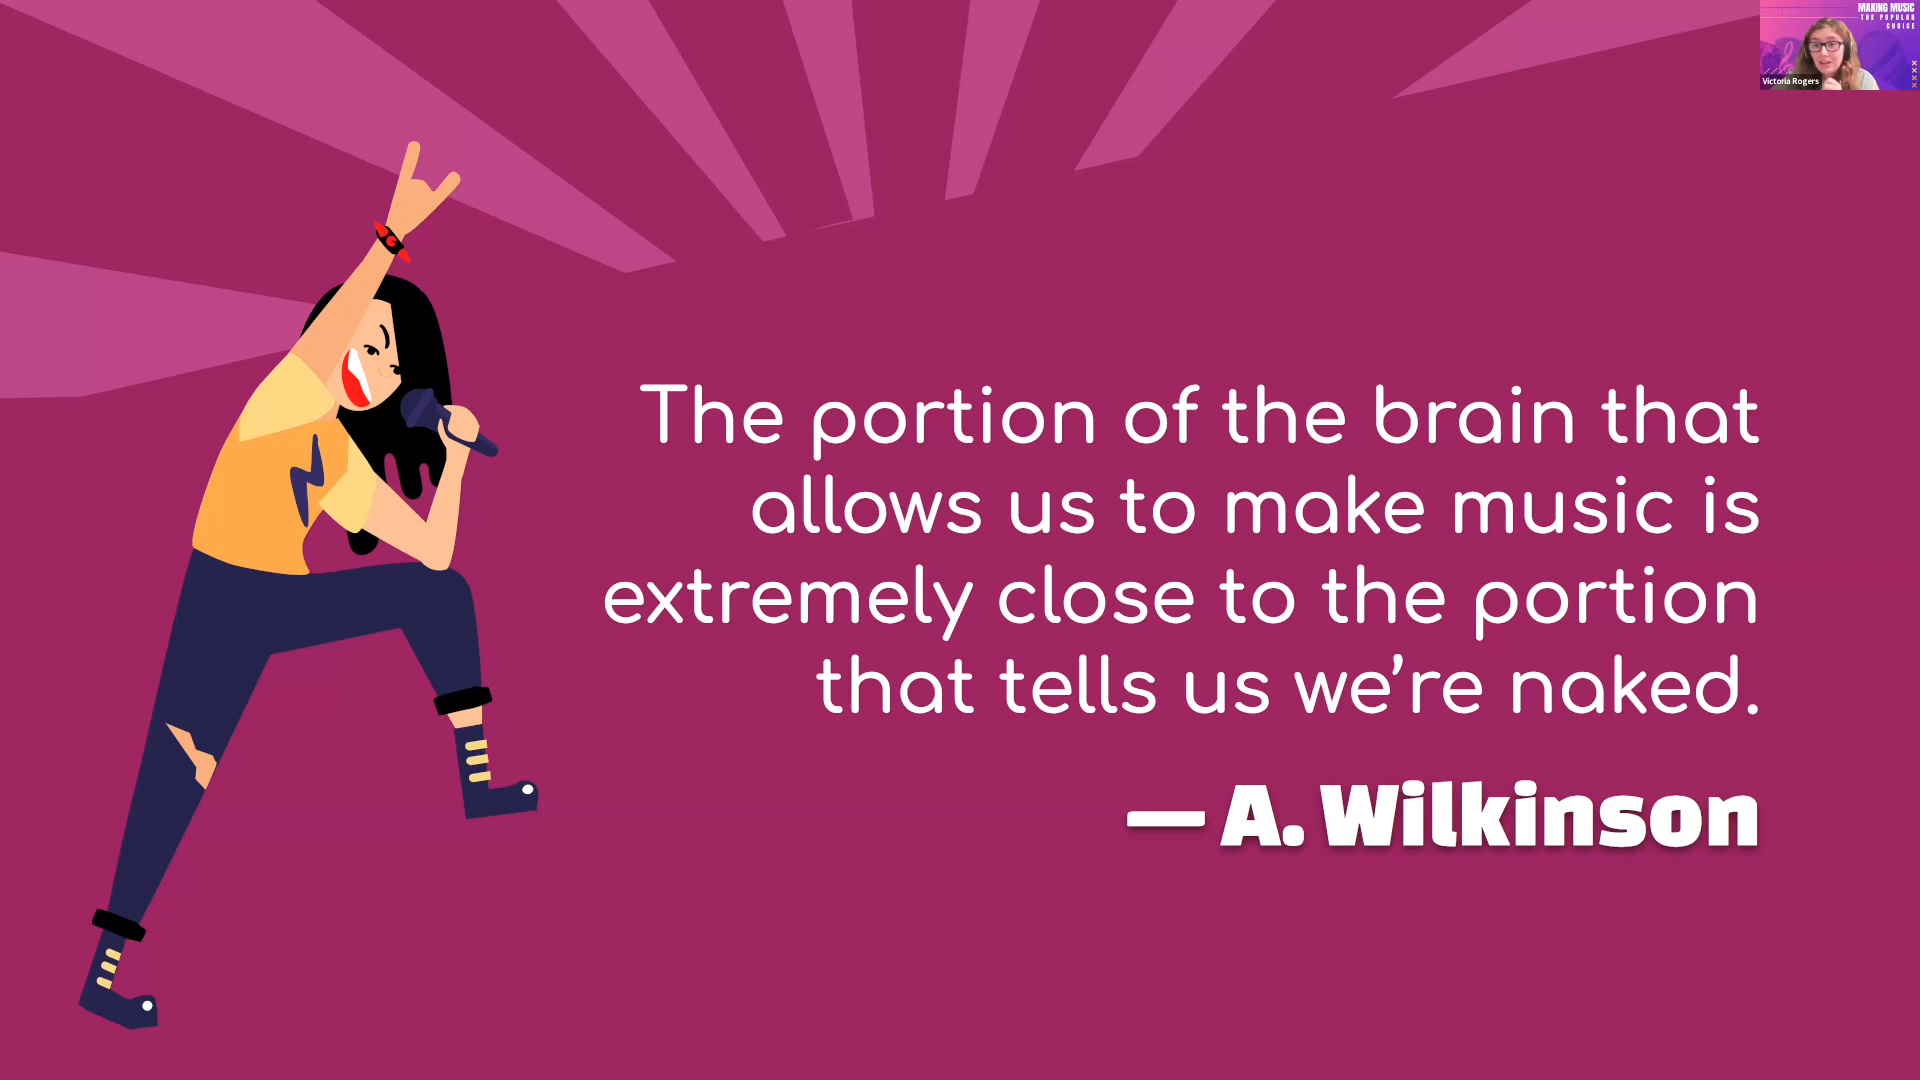 MAKING MUSIC
THE POPULAR
CHOICE
Victoria Rogers
The portion of the brain that
allows us to make music is
extremely close to the portion
that tells us we’re naked.
— A. Wilkinson